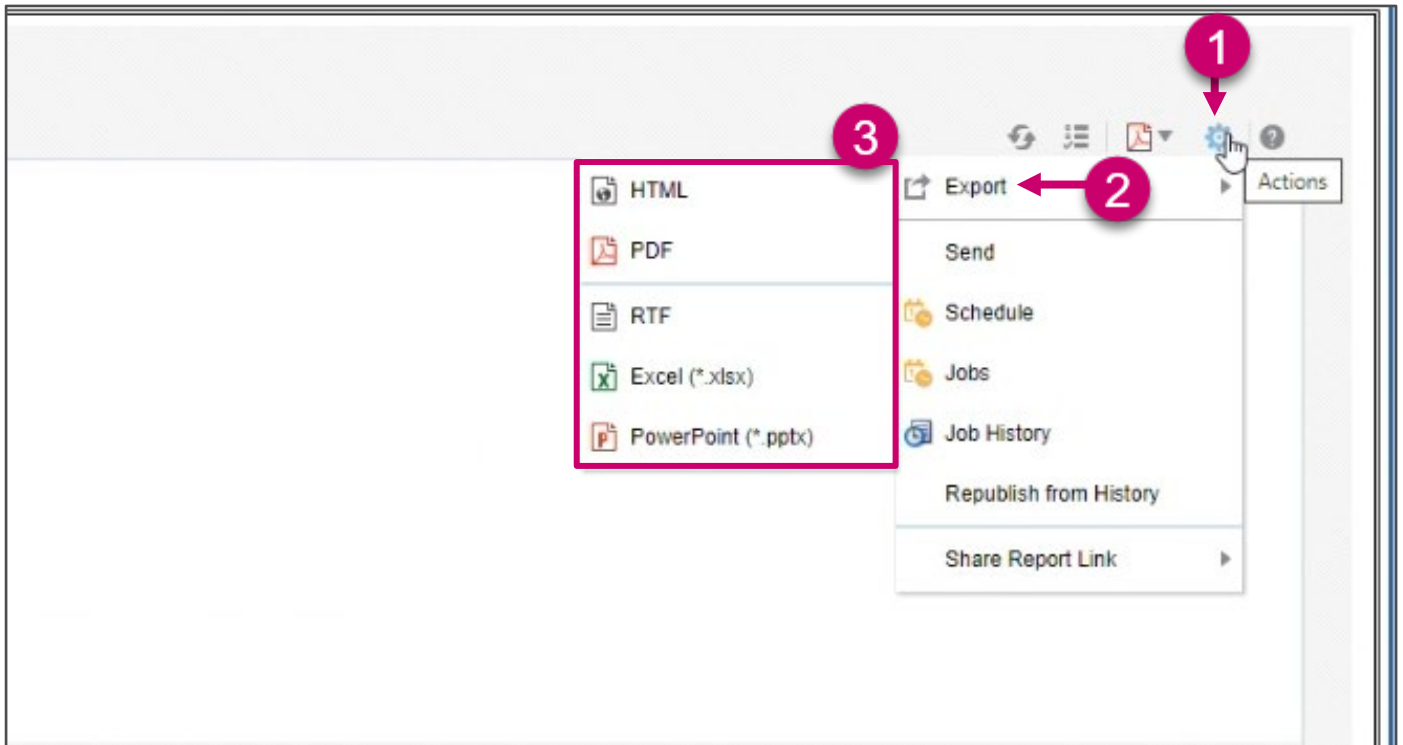 1
3
HTML
Export
2
Actions
PDF
Send
RTF
Schedule
Excel (*.xlsx)
Jobs
PowerPoint (*.pptx)
Job History
Republish from History
Share Report Link